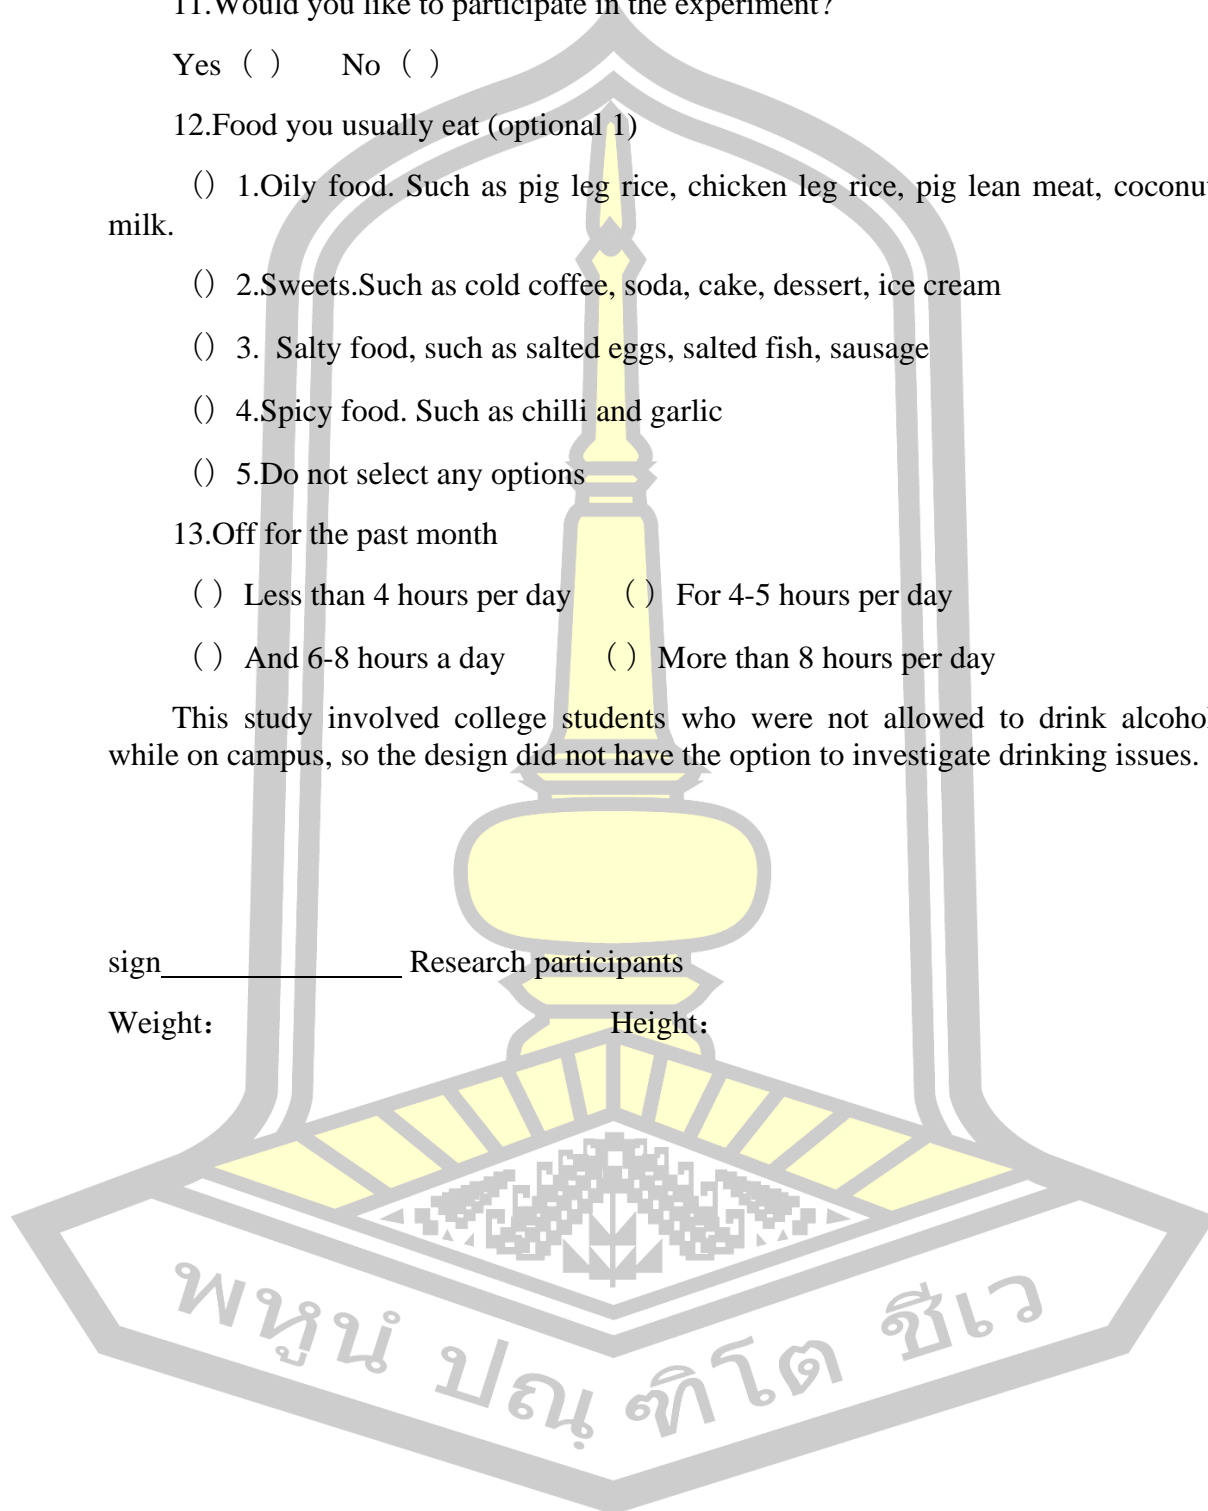 11.Would you like to participate in the experiment?
Yes（ ） No（ ）
12.Food you usually eat (optional 1)
（）1.Oily food. Such as pig leg rice, chicken leg rice, pig lean meat, coconut
milk.
（）2.Sweets.Such as cold coffee, soda, cake, dessert, ice cream
（）3. Salty food, such as salted eggs, salted fish, sausage
（）4.Spicy food. Such as chilli and garlic
（）5.Do not select any options
13.Off for the past month
（ ）Less than 4 hours per day （ ）For 4-5 hours per day
（ ）And 6-8 hours a day （ ）More than 8 hours per day
This study involved college students who were not allowed to drink alcohol
while on campus, so the design did not have the option to investigate drinking issues.
sign_______________ Research participants
Weight： Height：
พหูนํ ปณฺ ฑิโต ชีเว